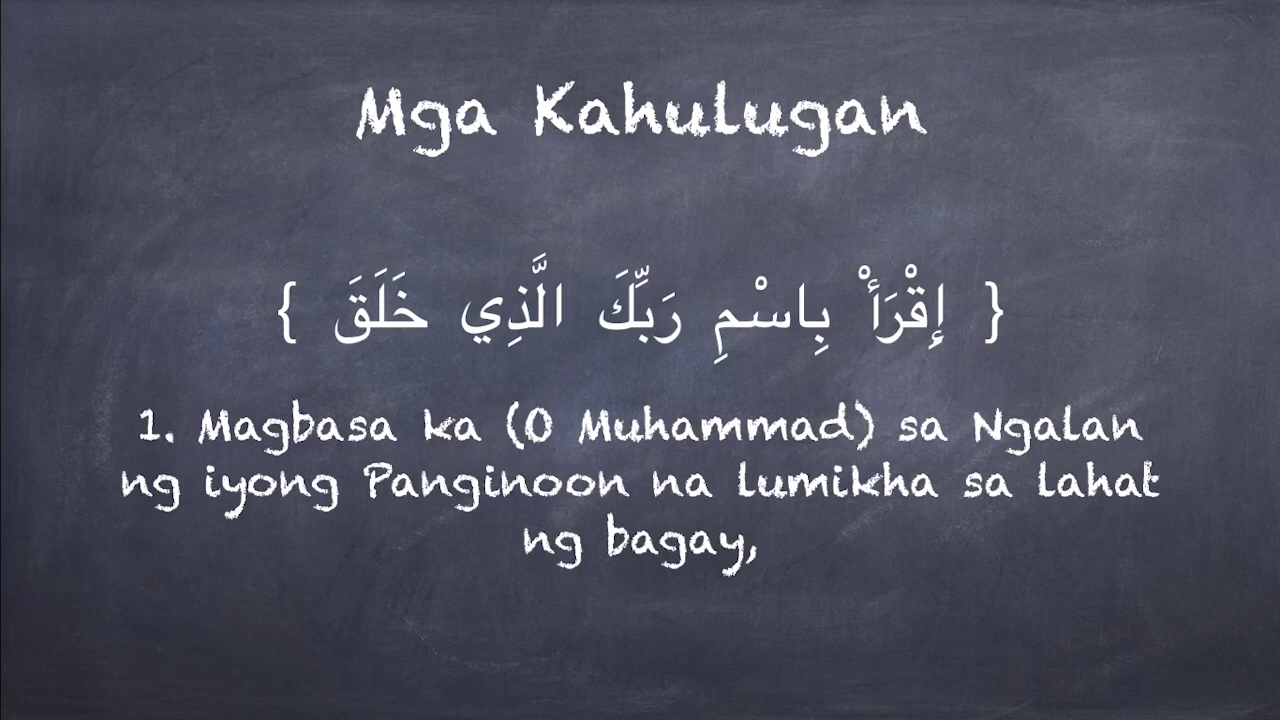 Mga Kahulugan
{ إِقْرَأْ بِاسْمِ رَبِّكَ الَّذِي خَلَقَ }
1. Magbasa ka (O Muhammad) sa Ngalan
ng iyong Panginoon na lumikha sa lahat
ng bagay,